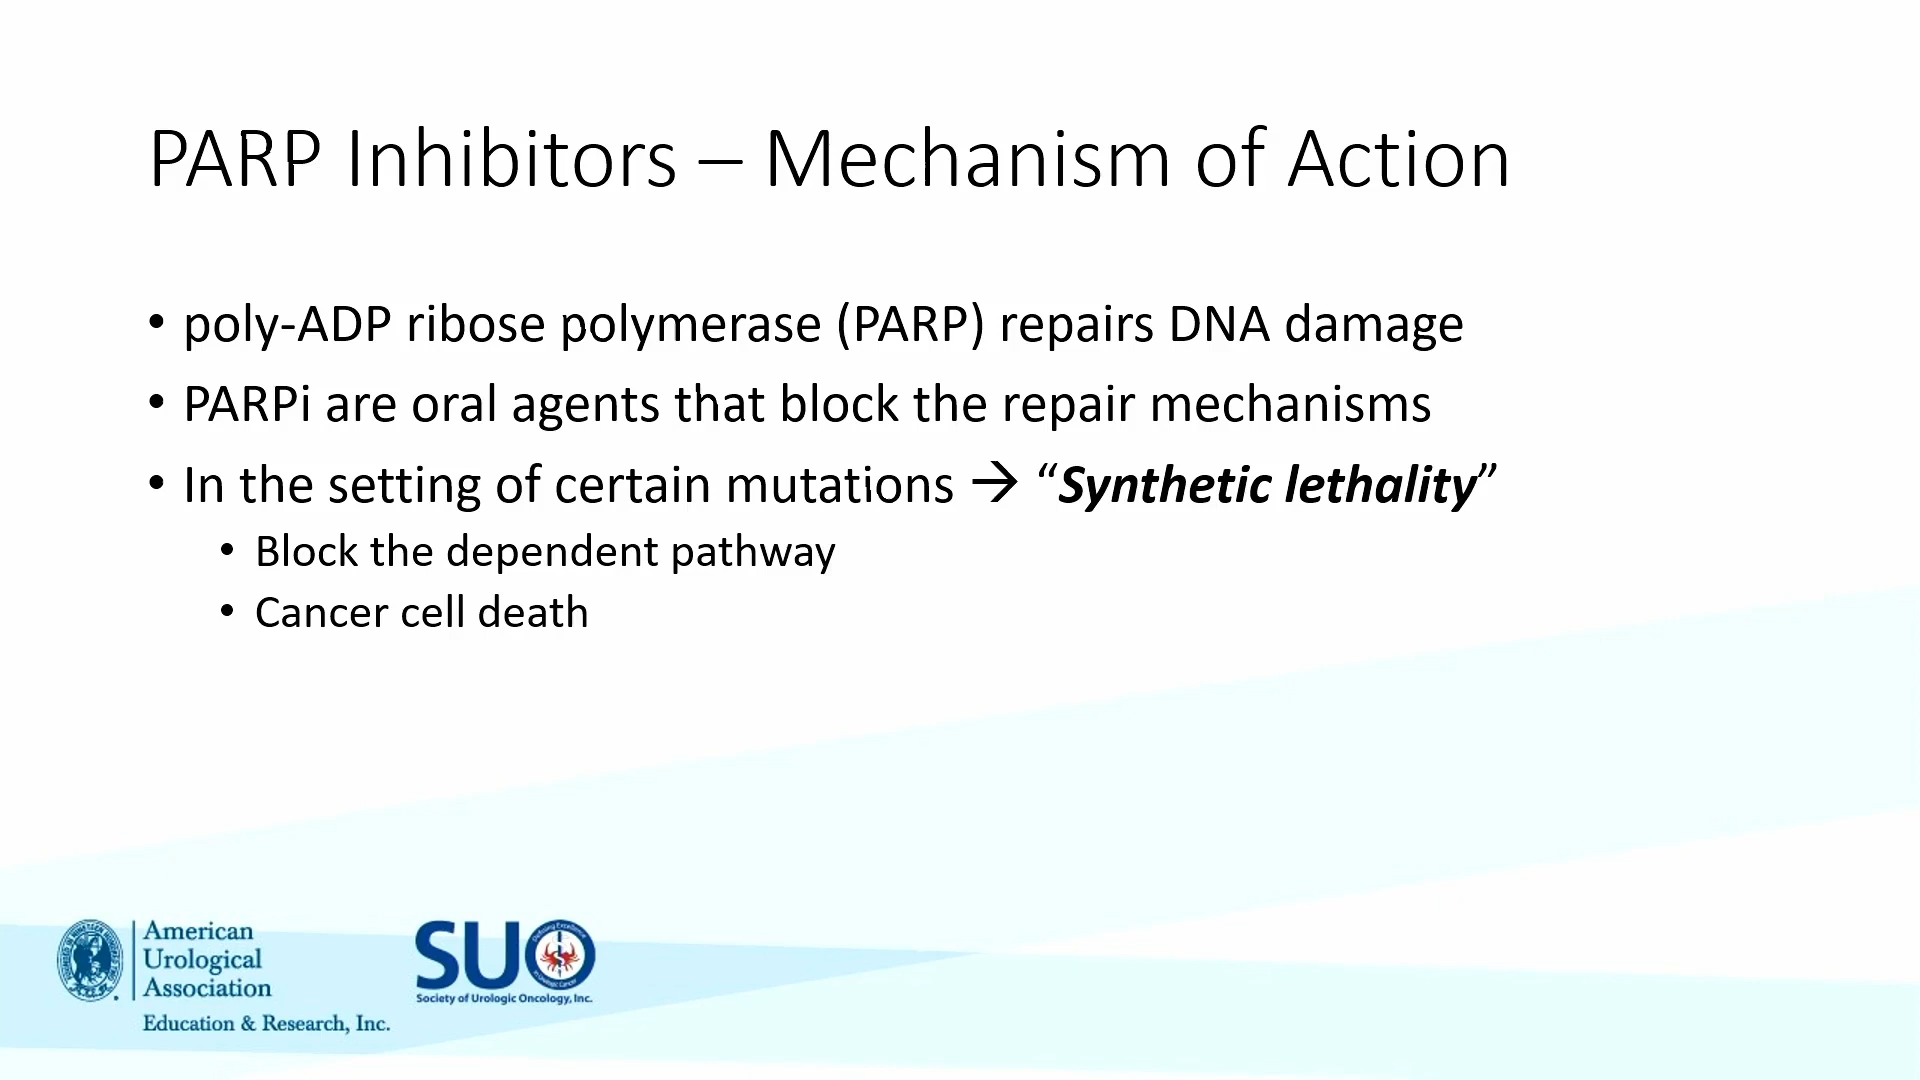 PARP Inhibitors – Mechanism of Action
• poly-ADP ribose polymerase (PARP) repairs DNA damage
• PARPi are oral agents that block the repair mechanisms
• In the setting of certain mutations → “Synthetic lethality”
• Block the dependent pathway
• Cancer cell death
American
Urological
Association
Education & Research, Inc.
SUO
Society of Urologic Oncology, Inc.